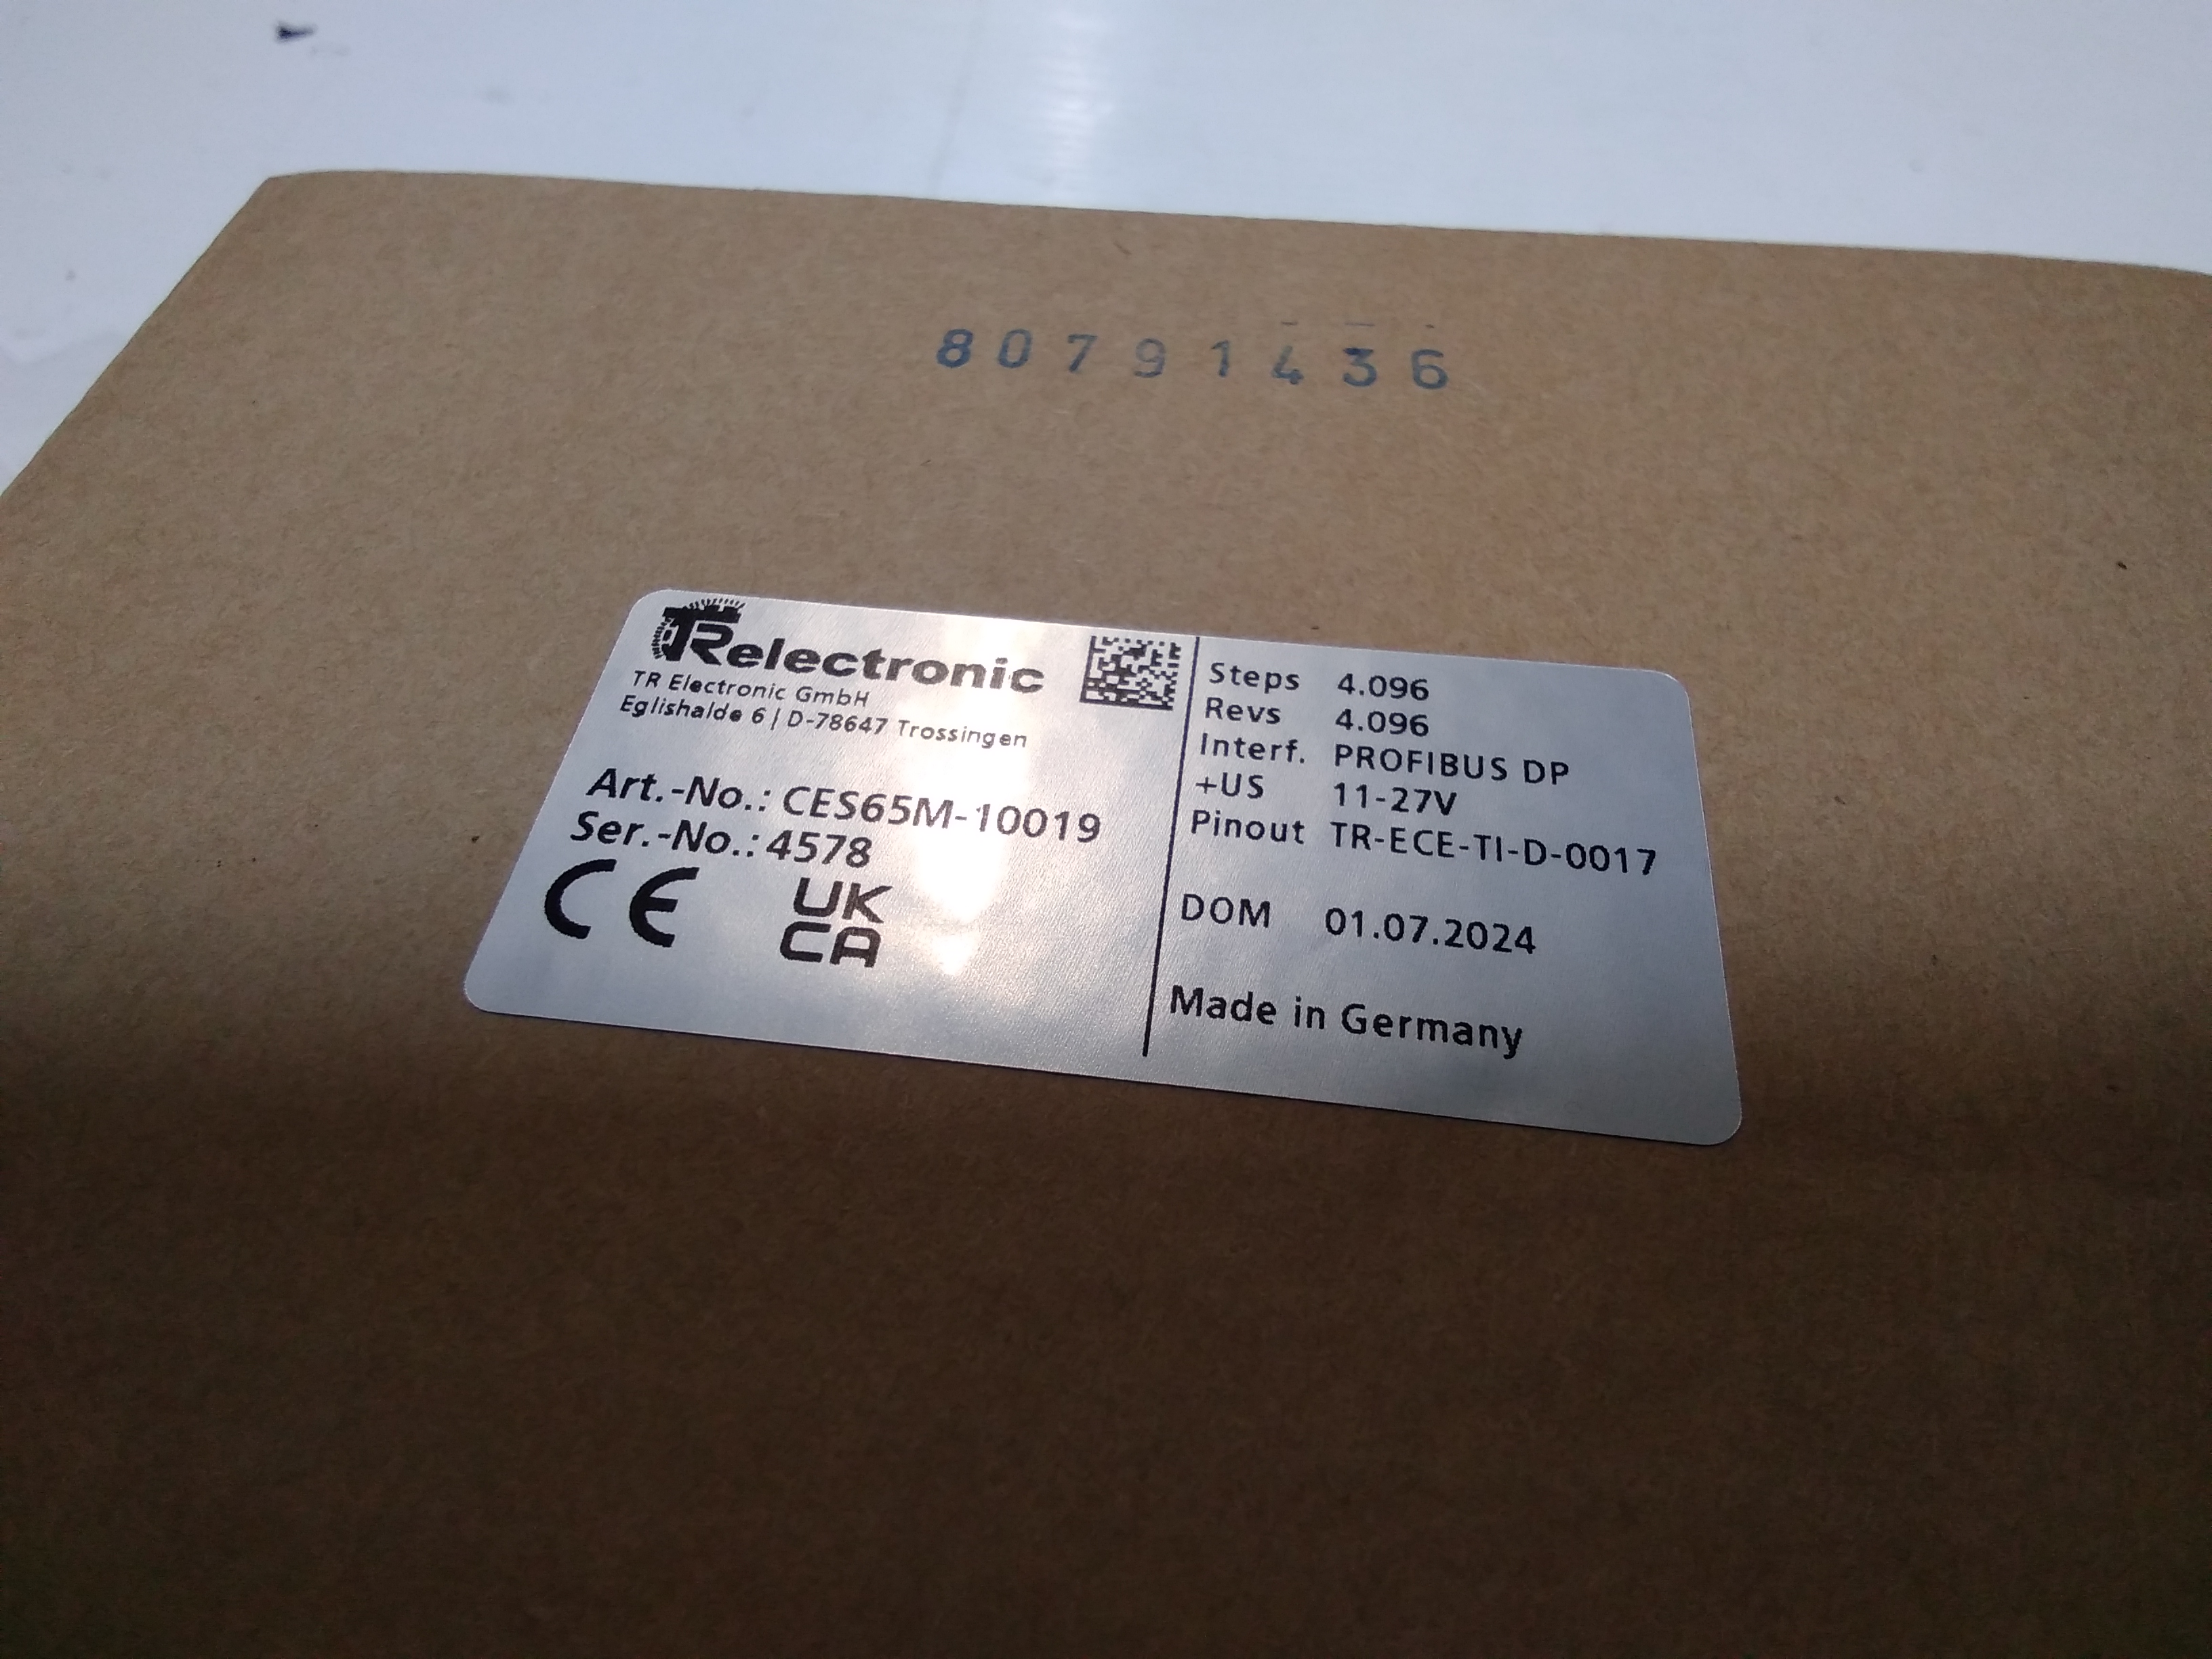 80791436
TRelectronic
TR Electronic GmbH
Eglishalde 6 | D-78647 Trossingen
Art.-No.: CES65M-10019
Ser.-No.: 4578
CE
UK
CA
Steps 4.096
Revs 4.096
Interf. PROFIBUS DP
+US 11-27V
Pinout TR-ECE-TI-D-0017
DOM 01.07.2024
Made in Germany